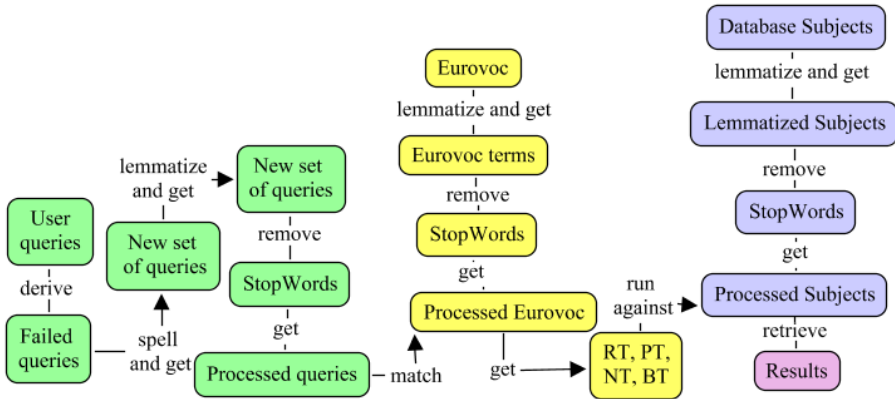 User
queries
derive
Failed
queries
spell
and get
New set
of queries
lemmatize
and get
New set
of queries
remove
StopWords
get
Processed queries
match
Eurovoc
lemmatize and get
Eurovoc terms
remove
StopWords
get
Processed Eurovoc
get
RT, PT,
NT, BT
run
against
Database Subjects
lemmatize and get
Lemmatized Subjects
remove
StopWords
get
Processed Subjects
retrieve
Results